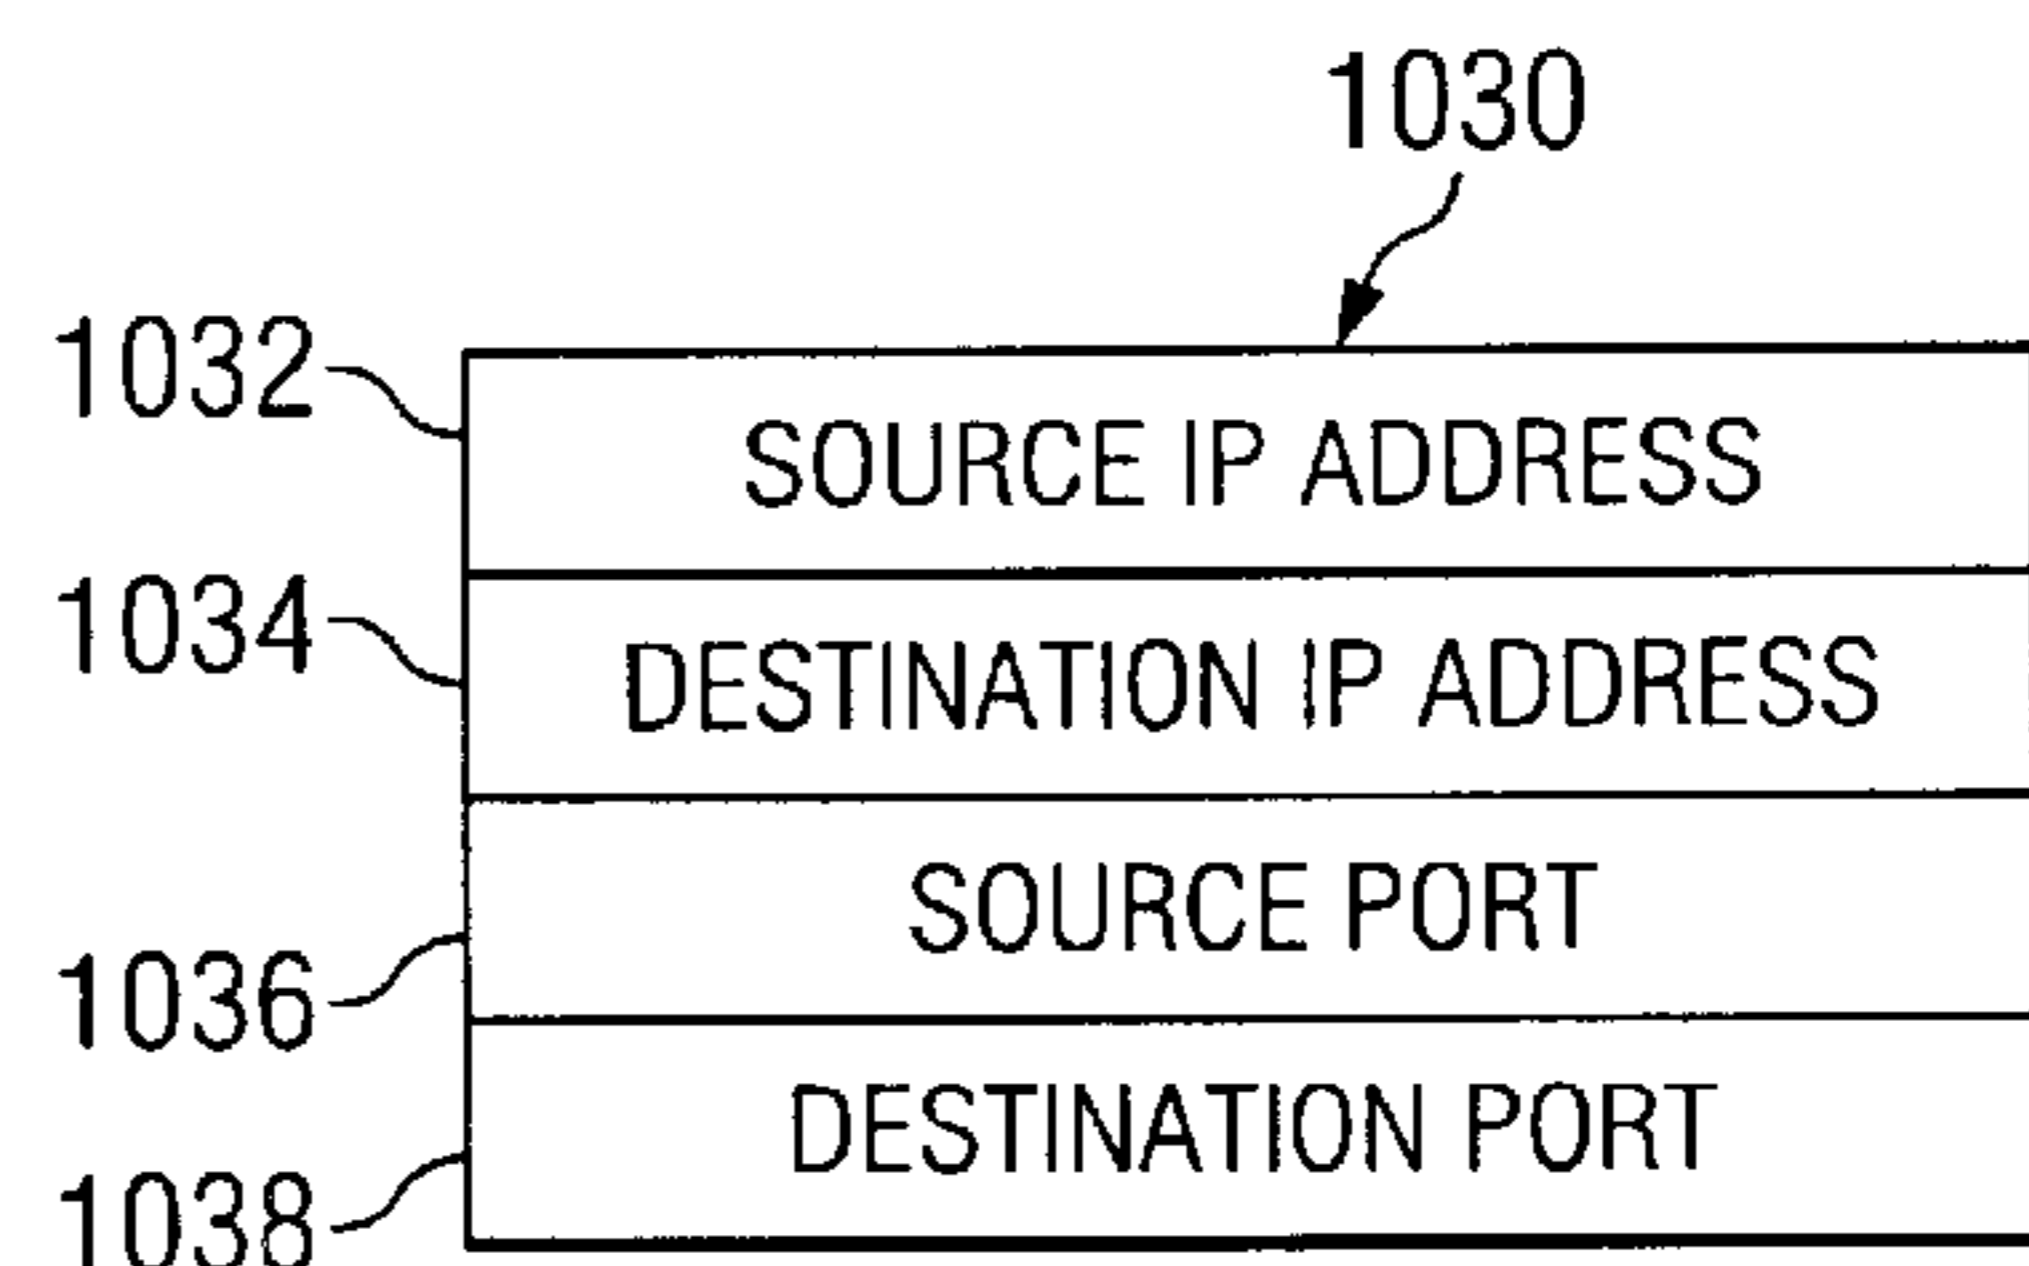 1030
1032 SOURCE IP ADDRESS
1034 DESTINATION IP ADDRESS
1036 SOURCE PORT
1038 DESTINATION PORT